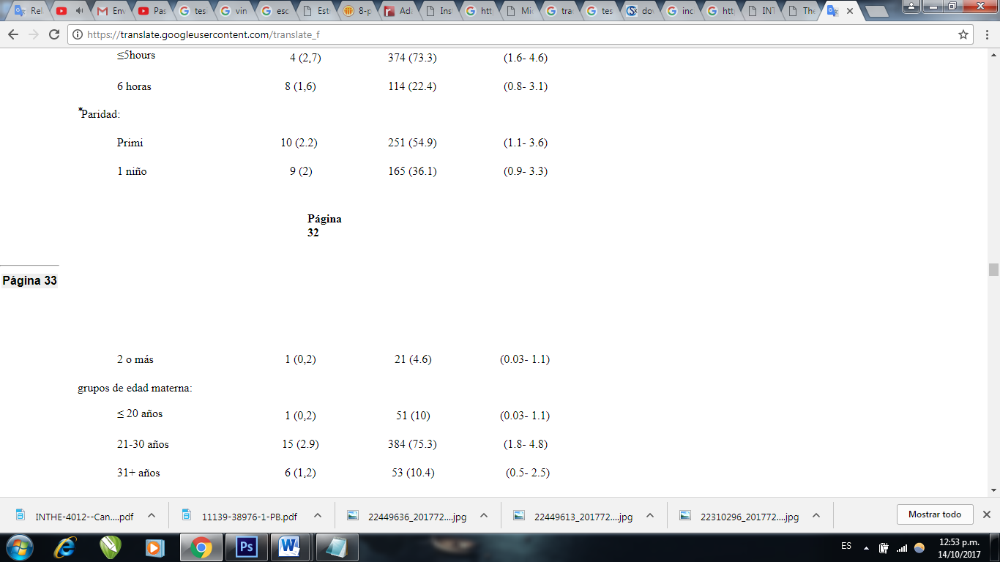 Rel
Env
Pas
tesi
vin
esc
Est
8-p
Ada
Ins
htt
Mic
tra
tes
do
inc
htt
INT
The
https://translate.googleusercontent.com/translate_f
≤5hours 4 (2,7) 374 (73.3) (1.6- 4.6)
6 horas 8 (1,6) 114 (22.4) (0.8- 3.1)
*Paridad:
Primi 10 (2.2) 251 (54.9) (1.1- 3.6)
1 niño 9 (2) 165 (36.1) (0.9- 3.3)
Página
32
Página 33
2 o más 1 (0,2) 21 (4.6) (0.03- 1.1)
grupos de edad materna:
≤ 20 años 1 (0,2) 51 (10) (0.03- 1.1)
21-30 años 15 (2.9) 384 (75.3) (1.8- 4.8)
31+ años 6 (1,2) 53 (10.4) (0.5- 2.5)
INTHE-4012--Can....pdf 11139-38976-1-PB.pdf 22449636_201772....jpg 22449613_201772....jpg 22310296_201772....jpg Mostrar todo
Ps
ES
12:53 p.m.
14/10/2017